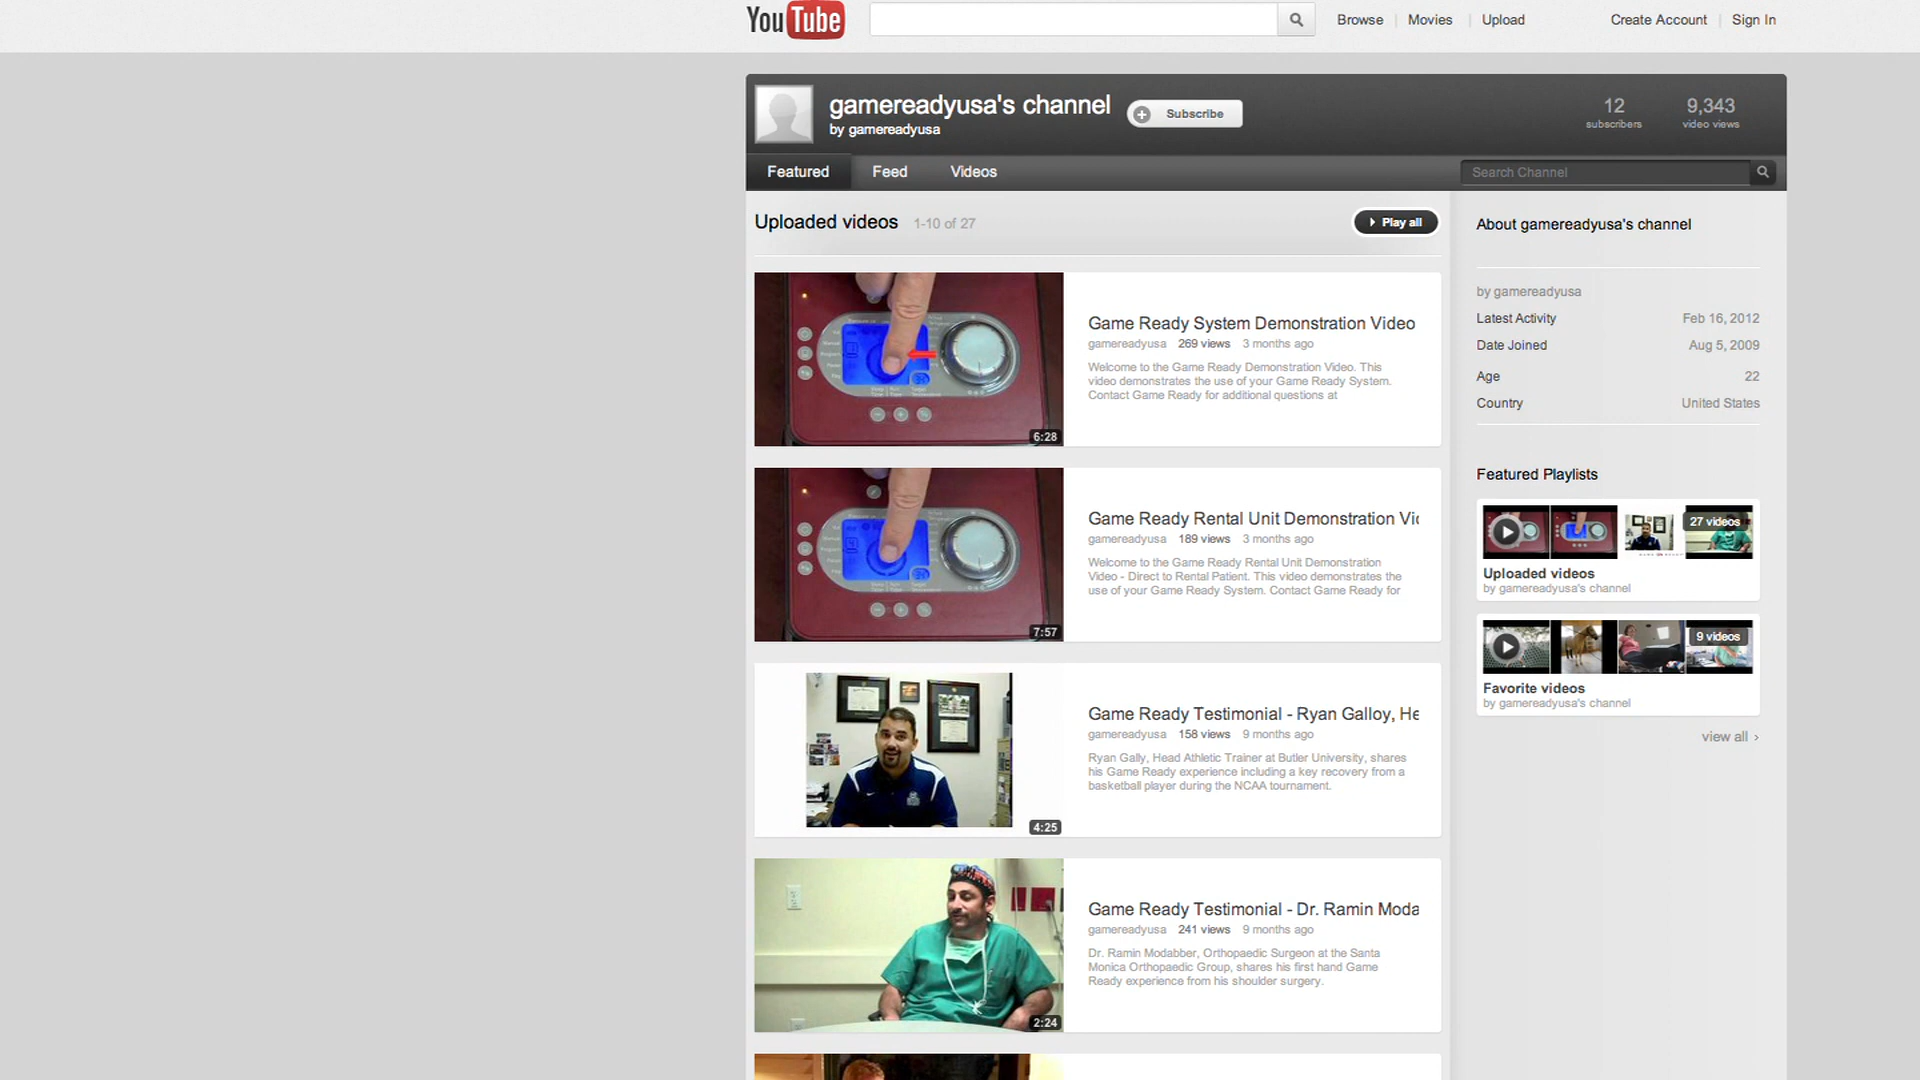 YouTube
Browse
Movies
Upload
Create Account
Sign In
gamereadyusa's channel
by gamereadyusa
Subscribe
12
subscribers
9,343
video views
Featured
Feed
Videos
Search Channel
Uploaded videos
1-10 of 27
Play all
6:28
Game Ready System Demonstration Video
gamereadyusa 269 views 3 months ago
Welcome to the Game Ready Demonstration Video. This
video demonstrates the use of your Game Ready System.
Contact Game Ready for additional questions at
7:57
Game Ready Rental Unit Demonstration Vi
gamereadyusa 189 views 3 months ago
Welcome to the Game Ready Rental Unit Demonstration
Video - Direct to Rental Patient. This video demonstrates the
use of your Game Ready System. Contact Game Ready for
4:25
Game Ready Testimonial - Ryan Galloy, He
gamereadyusa 158 views 9 months ago
Ryan Gally, Head Athletic Trainer at Butler University, shares
his Game Ready experience including a key recovery from a
basketball player during the NCAA tournament.
2:24
Game Ready Testimonial - Dr. Ramin Moda
gamereadyusa 241 views 9 months ago
Dr. Ramin Modabber, Orthopaedic Surgeon at the Santa
Monica Orthopaedic Group, shares his first hand Game
Ready experience from his shoulder surgery.
About gamereadyusa's channel
by gamereadyusa
Latest Activity Feb 16, 2012
Date Joined Aug 5, 2009
Age 22
Country United States
Featured Playlists
27 videos
Uploaded videos
by gamereadyusa's channel
9 videos
Favorite videos
by gamereadyusa's channel
view all ›